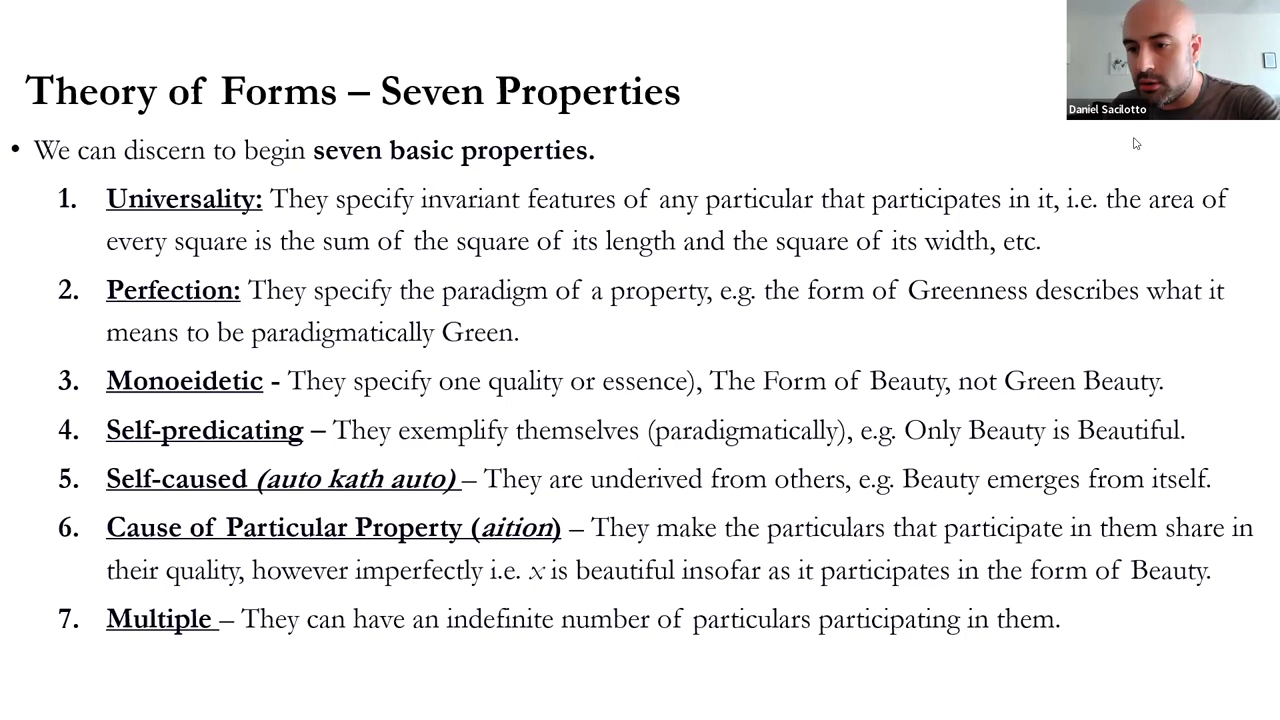 Daniel Sacilotto
Theory of Forms – Seven Properties
• We can discern to begin seven basic properties.
1. Universality: They specify invariant features of any particular that participates in it, i.e. the area of
every square is the sum of the square of its length and the square of its width, etc.
2. Perfection: They specify the paradigm of a property, e.g. the form of Greenness describes what it
means to be paradigmatically Green.
3. Monoeidetic - They specify one quality or essence), The Form of Beauty, not Green Beauty.
4. Self-predicating – They exemplify themselves (paradigmatically), e.g. Only Beauty is Beautiful.
5. Self-caused (auto kath auto) – They are underived from others, e.g. Beauty emerges from itself.
6. Cause of Particular Property (aition) – They make the particulars that participate in them share in
their quality, however imperfectly i.e. x is beautiful insofar as it participates in the form of Beauty.
7. Multiple – They can have an indefinite number of particulars participating in them.